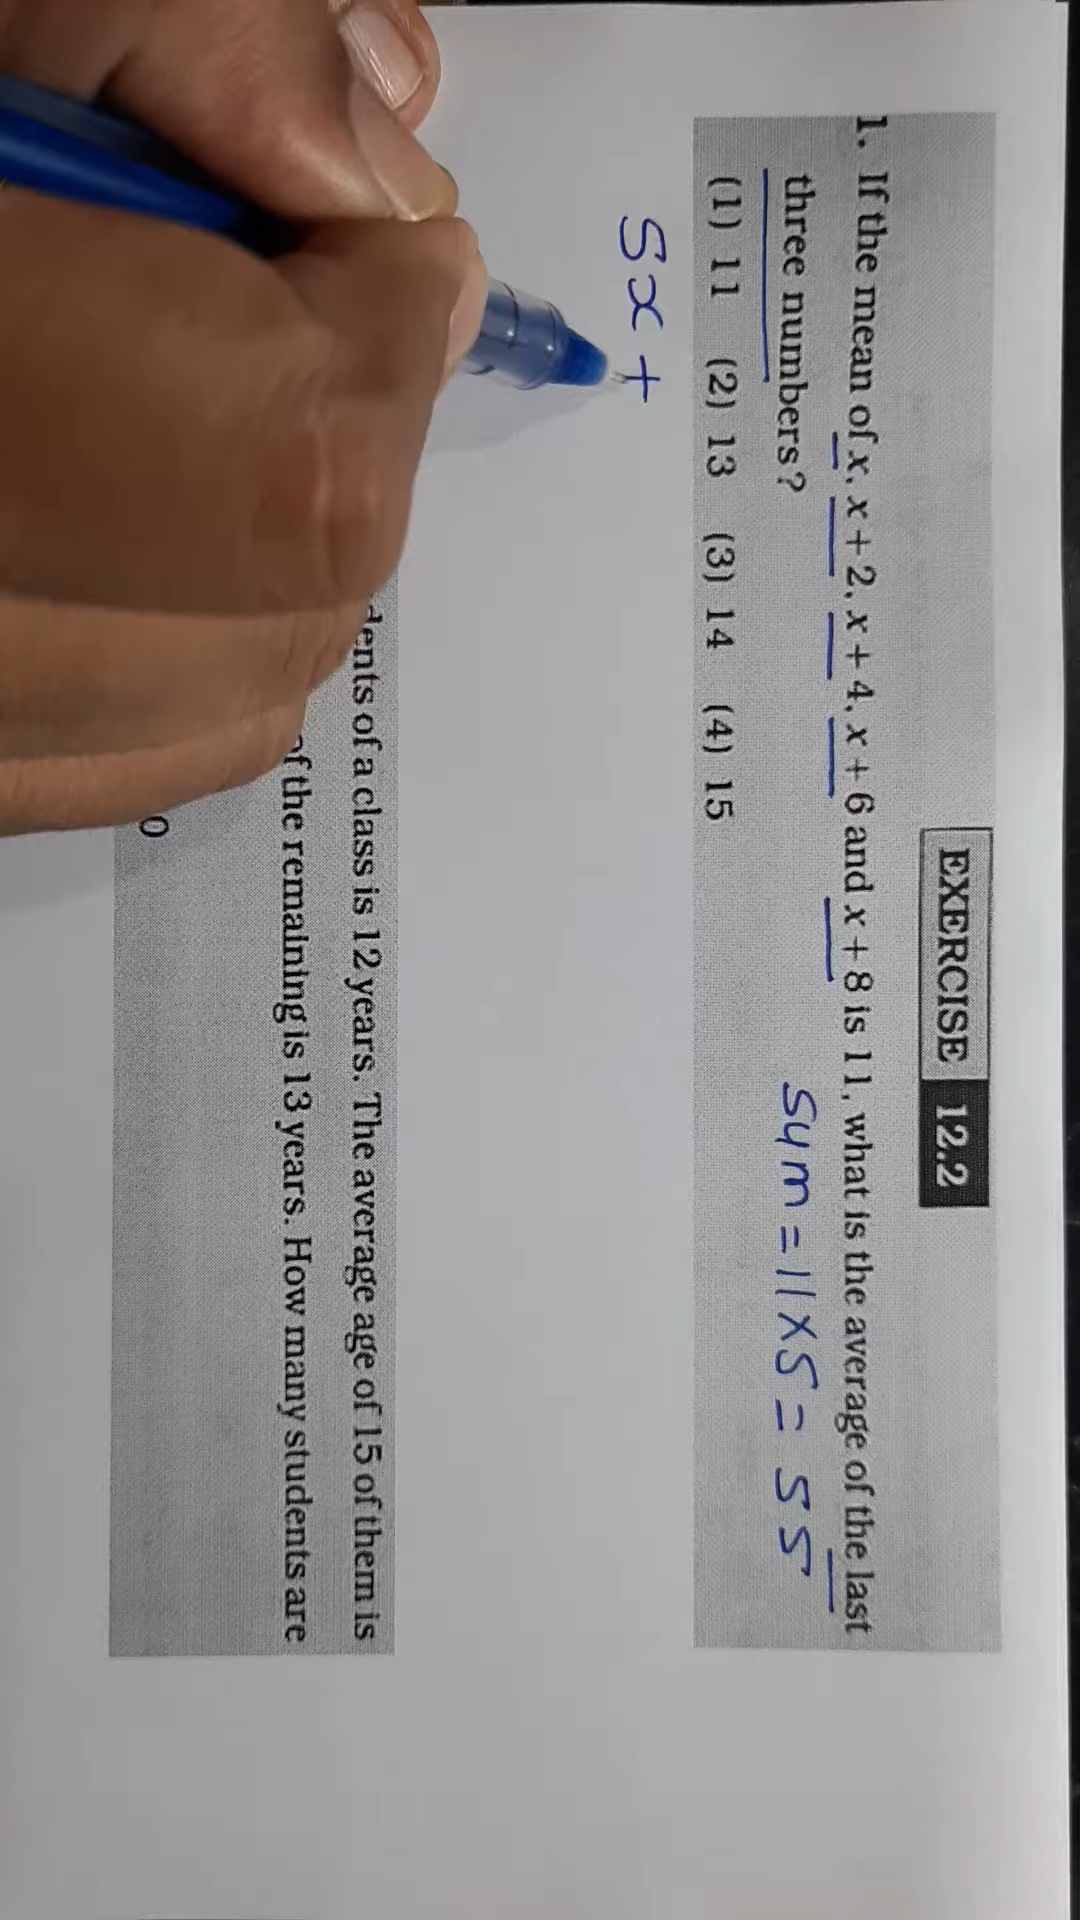 EXERCISE 12.2
1. If the mean of x, x + 2, x + 4, x + 6 and x + 8 is 11, what is the average of the last
three numbers?
sum = 11 x 5 = 55
(1) 11 (2) 13 (3) 14 (4) 15
5x +
dents of a class is 12 years. The average age of 15 of them is
of the remaining is 13 years. How many students are
0